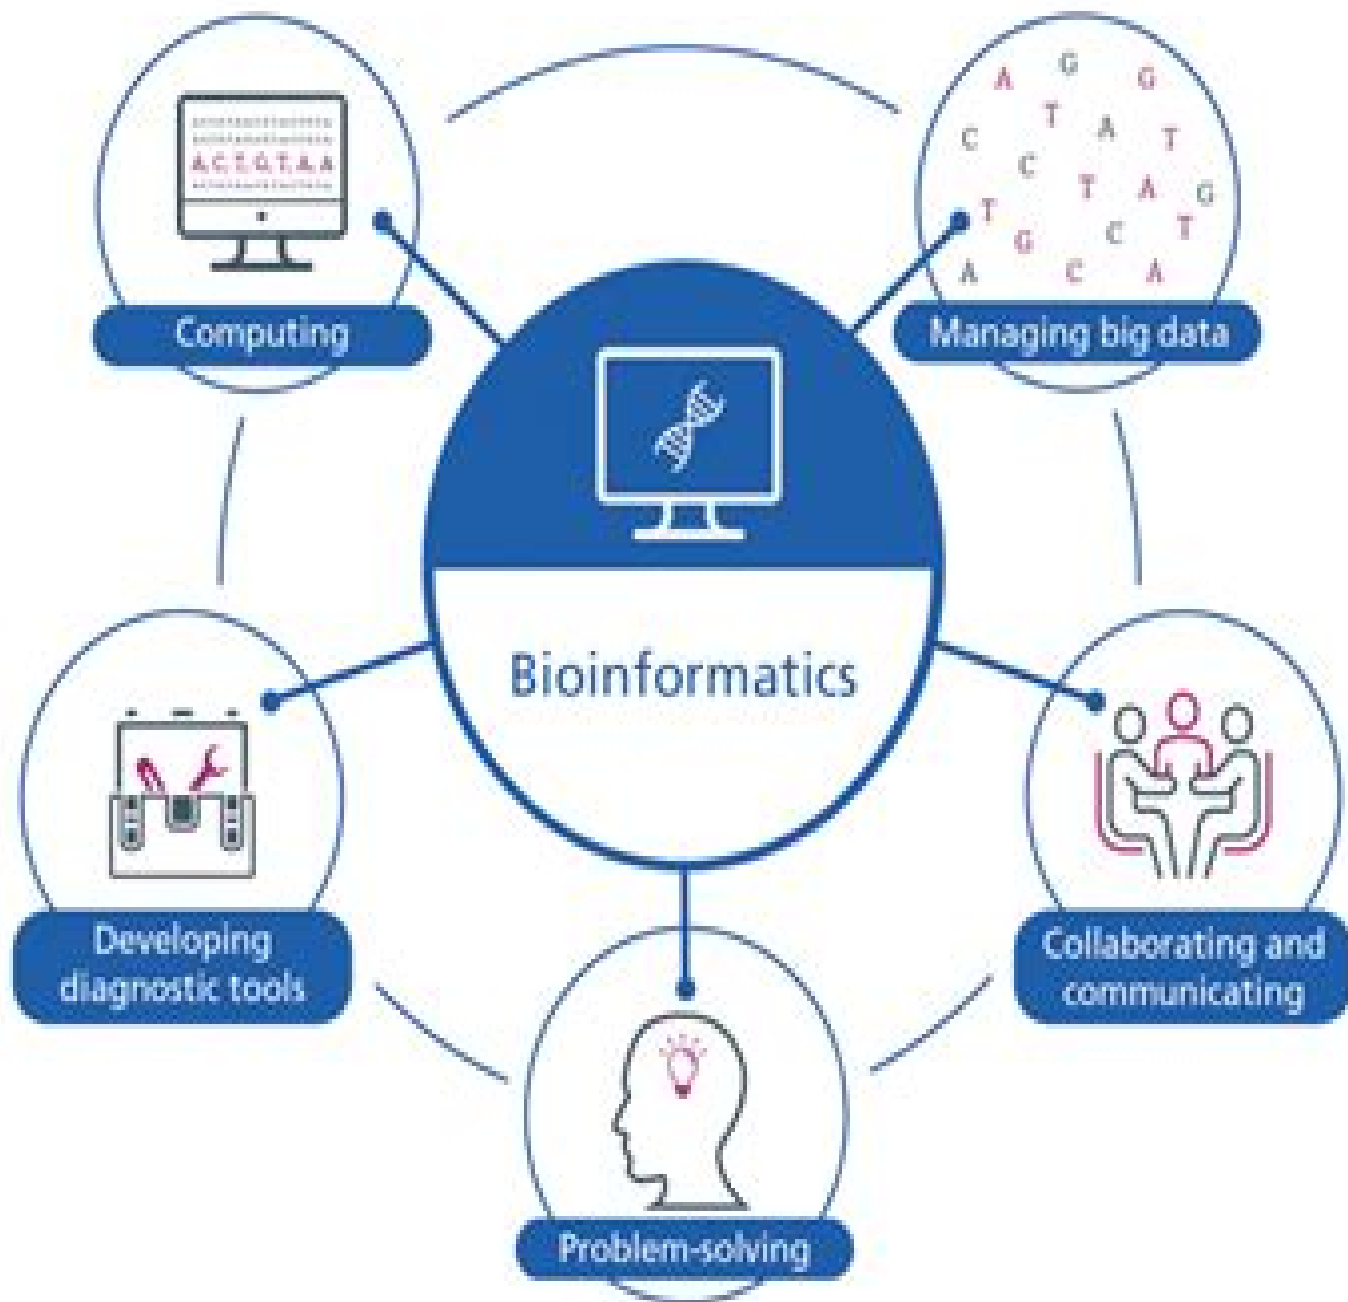 A C T G T A A
Computing
A G G
C T A T
C T A G
T G C T
A C A
Managing big data
Bioinformatics
Developing
diagnostic tools
Collaborating and
communicating
Problem-solving